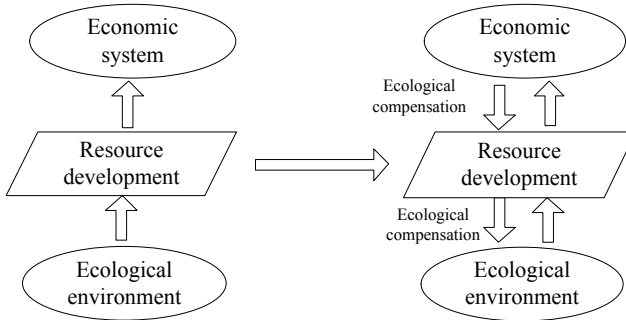 Economic
system
Resource
development
Ecological
environment
Economic
system
Ecological
compensation
Resource
development
Ecological
compensation
Ecological
environment